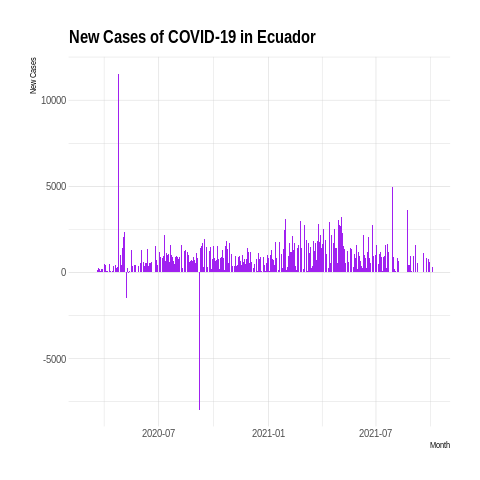 New Cases of COVID-19 in Ecuador
New Cases
10000
5000
0
-5000
2020-07
2021-01
2021-07
Month